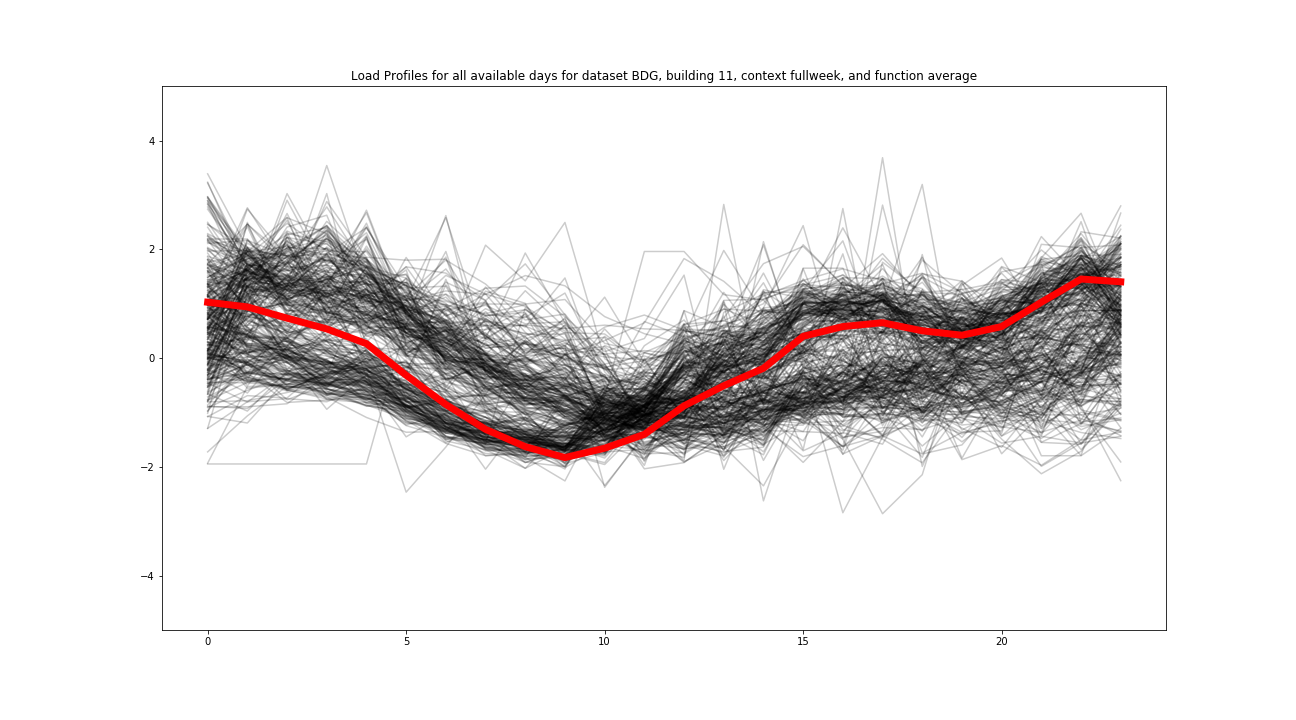 Load Profiles for all available days for dataset BDG, building 11, context fullweek, and function average
4
2
0
−2
−4
0 5 10 15 20